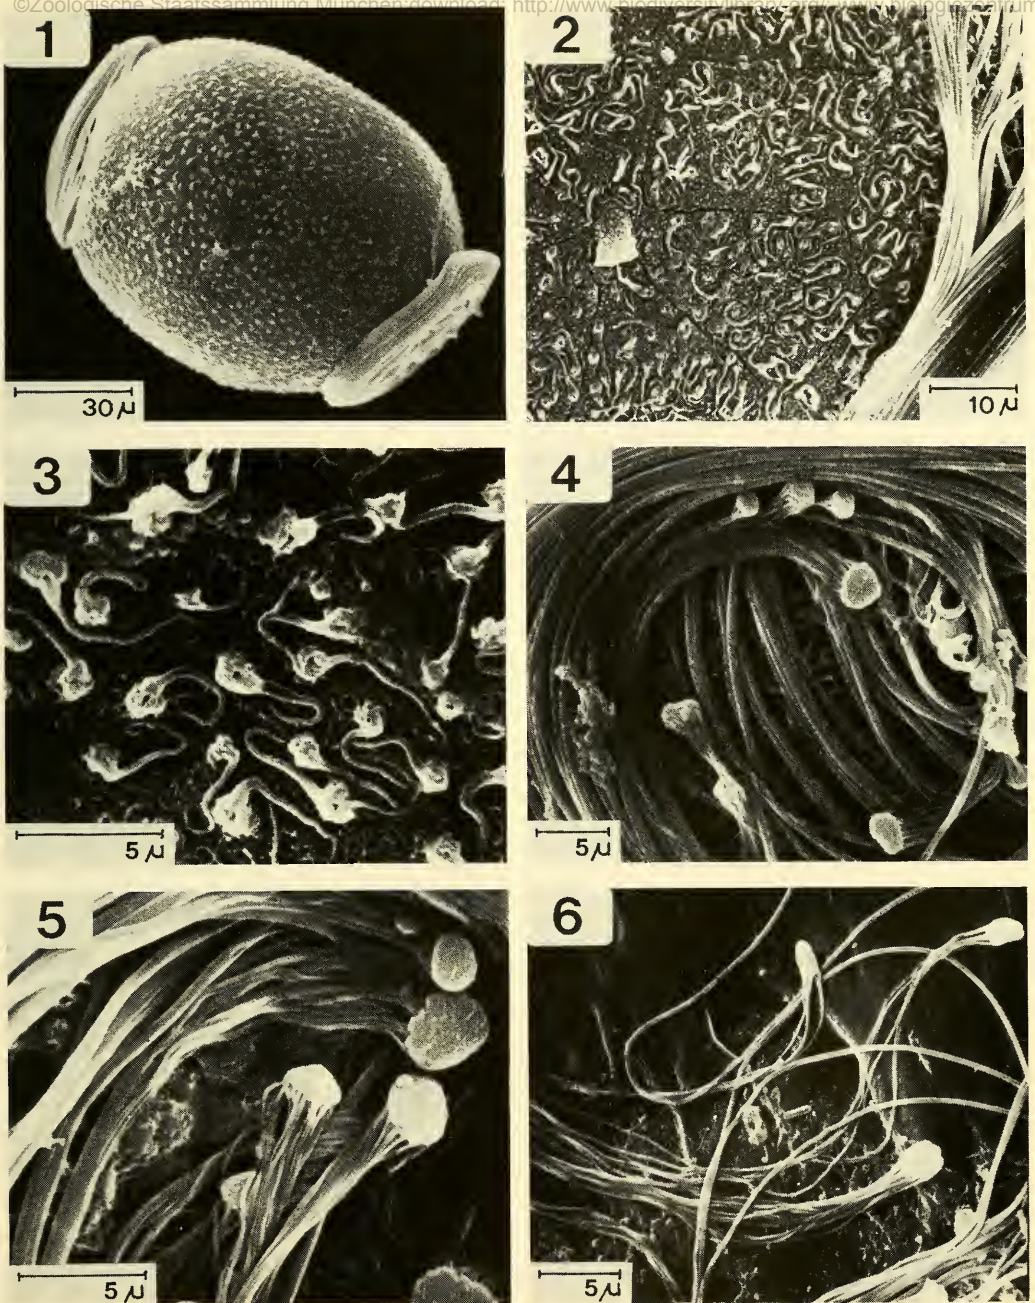 ©Zoologische Staatssammlung München;download: http://www.biodiversitylibrary.org/; www.biologiezentrum
1
2
30 μ
10 μ
3
4
5 μ
5 μ
5
6
5 μ
5 μ